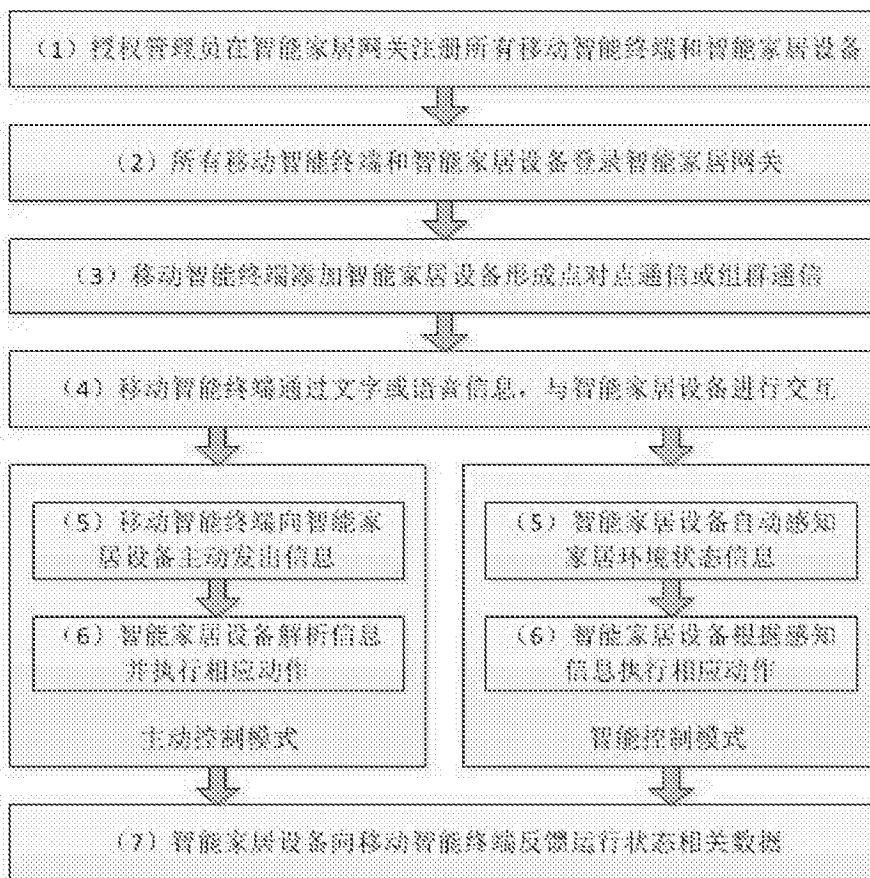 （1）授权管理员在智能家居网关注册所有移动智能终端和智能家居设备
（2）所有移动智能终端和智能家居设备登录智能家居网关
（3）移动智能终端添加智能家居设备形成点对点通信或组群通信
（4）移动智能终端通过文字或语音信息，与智能家居设备进行交互
（5）移动智能终端向智能家
居设备主动发出信息
（6）智能家居设备解析信息
并执行相应动作
主动控制模式
（5）智能家居设备自动感知
家居环境状态信息
（6）智能家居设备根据感知
信息执行相应动作
智能控制模式
（7）智能家居设备向移动智能终端反馈运行状态相关数据